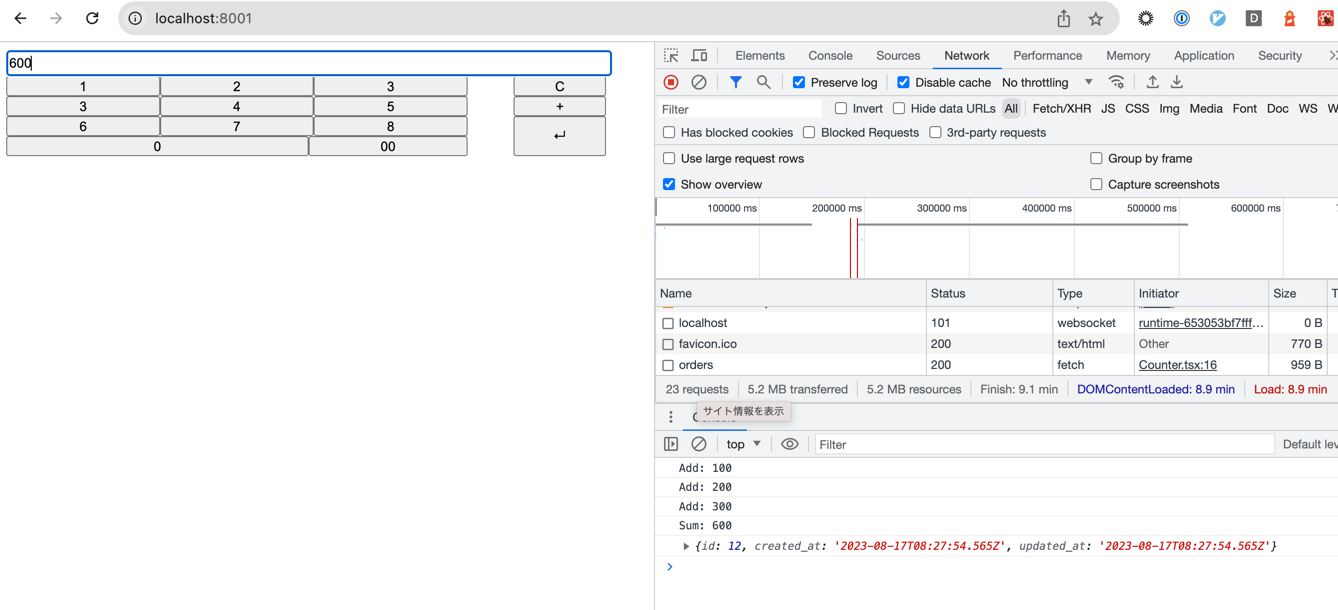 localhost:8001
600
1 2 3 C
3 4 5 +
6 7 8 ↵
0 00
Elements Console Sources Network Performance Memory Application Security
Preserve log Disable cache No throttling
Filter Invert Hide data URLs All Fetch/XHR JS CSS Img Media Font Doc WS W
Has blocked cookies Blocked Requests 3rd-party requests
Use large request rows Group by frame
Show overview Capture screenshots
100000 ms 200000 ms 300000 ms 400000 ms 500000 ms 600000 ms
Name Status Type Initiator Size T
localhost 101 websocket runtime-653053bf7fff… 0 B
favicon.ico 200 text/html Other 770 B
orders 200 fetch Counter.tsx:16 959 B
23 requests 5.2 MB transferred 5.2 MB resources Finish: 9.1 min DOMContentLoaded: 8.9 min Load: 8.9 min
サイト情報を表示
top Filter Default lev
Add: 100
Add: 200
Add: 300
Sum: 600
{id: 12, created_at: '2023-08-17T08:27:54.565Z', updated_at: '2023-08-17T08:27:54.565Z'}